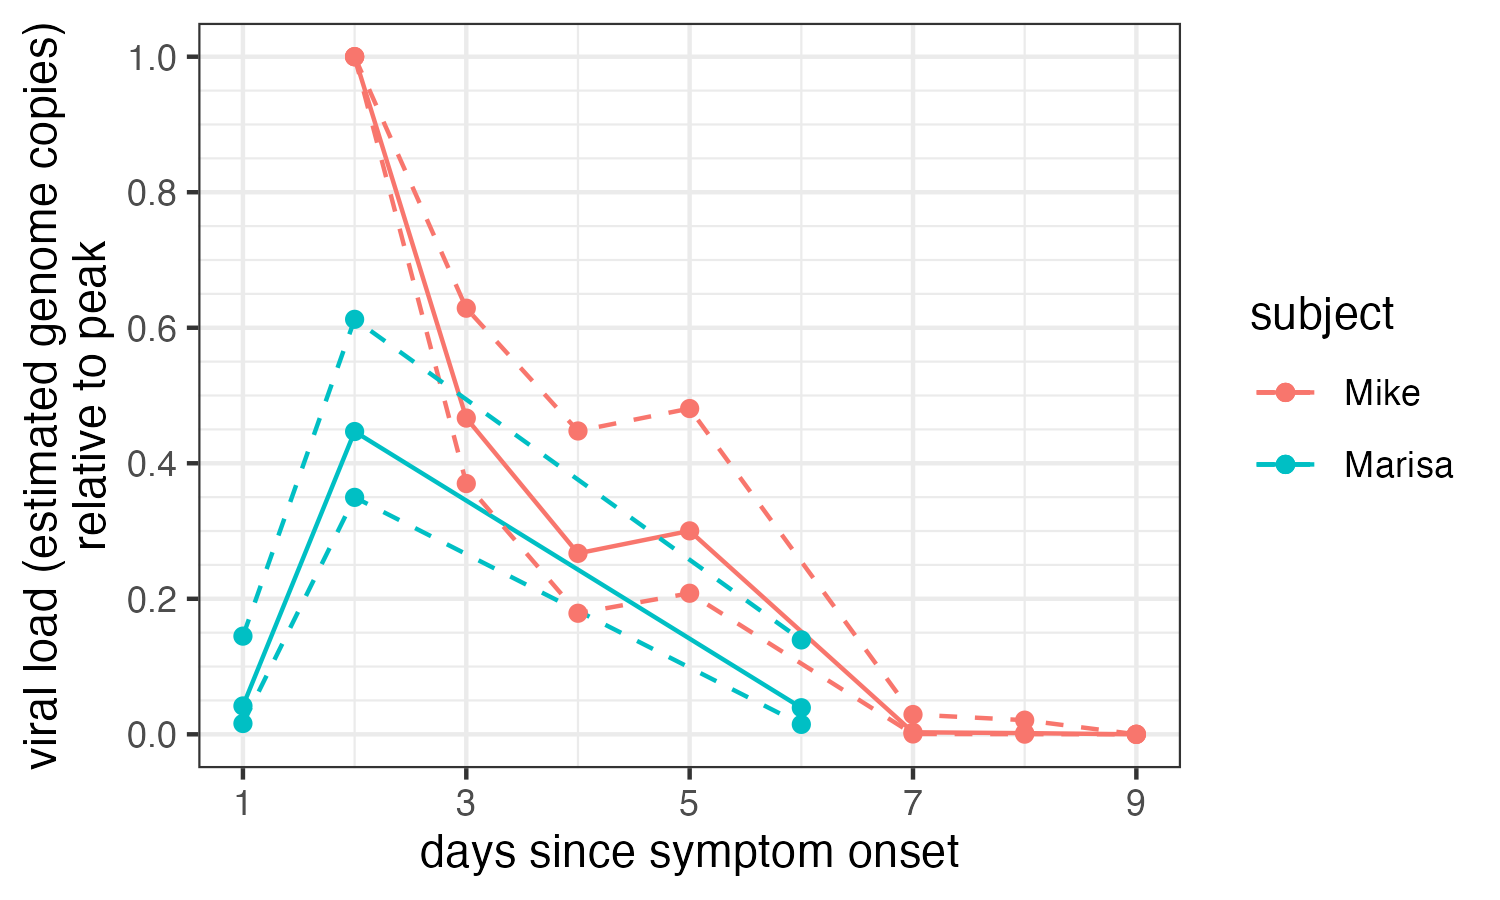 viral load (estimated genome copies)
relative to peak
1.0
0.8
0.6
0.4
0.2
0.0
1 3 5 7 9
days since symptom onset
subject
Mike
Marisa